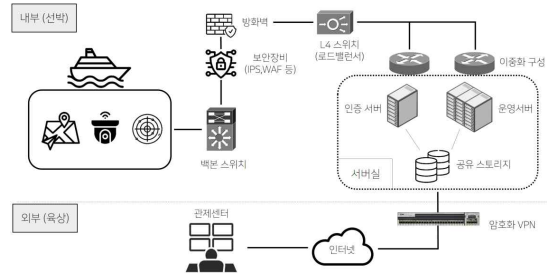 내부 (선박)
방화벽
L4 스위치
(로드밸런서)
이중화 구성
보안장비
(IPS,WAF 등)
백본 스위치
인증 서버
운영서버
공유 스토리지
서버실
외부 (육상)
관제센터
인터넷
암호화 VPN